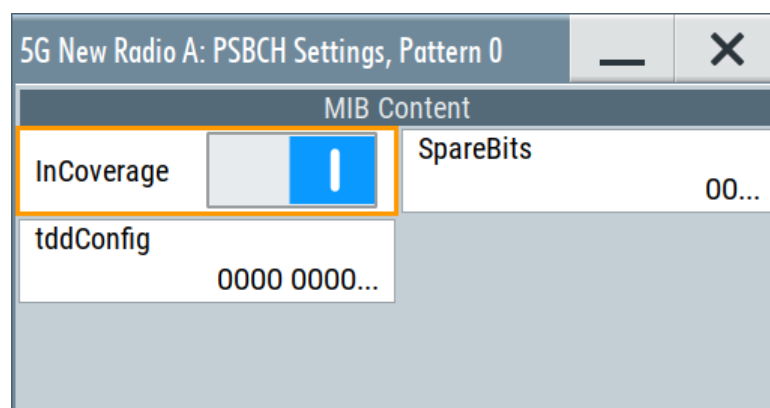 5G New Radio A: PSBCH Settings, Pattern 0
MIB Content
InCoverage
SpareBits
00...
tddConfig
0000 0000...